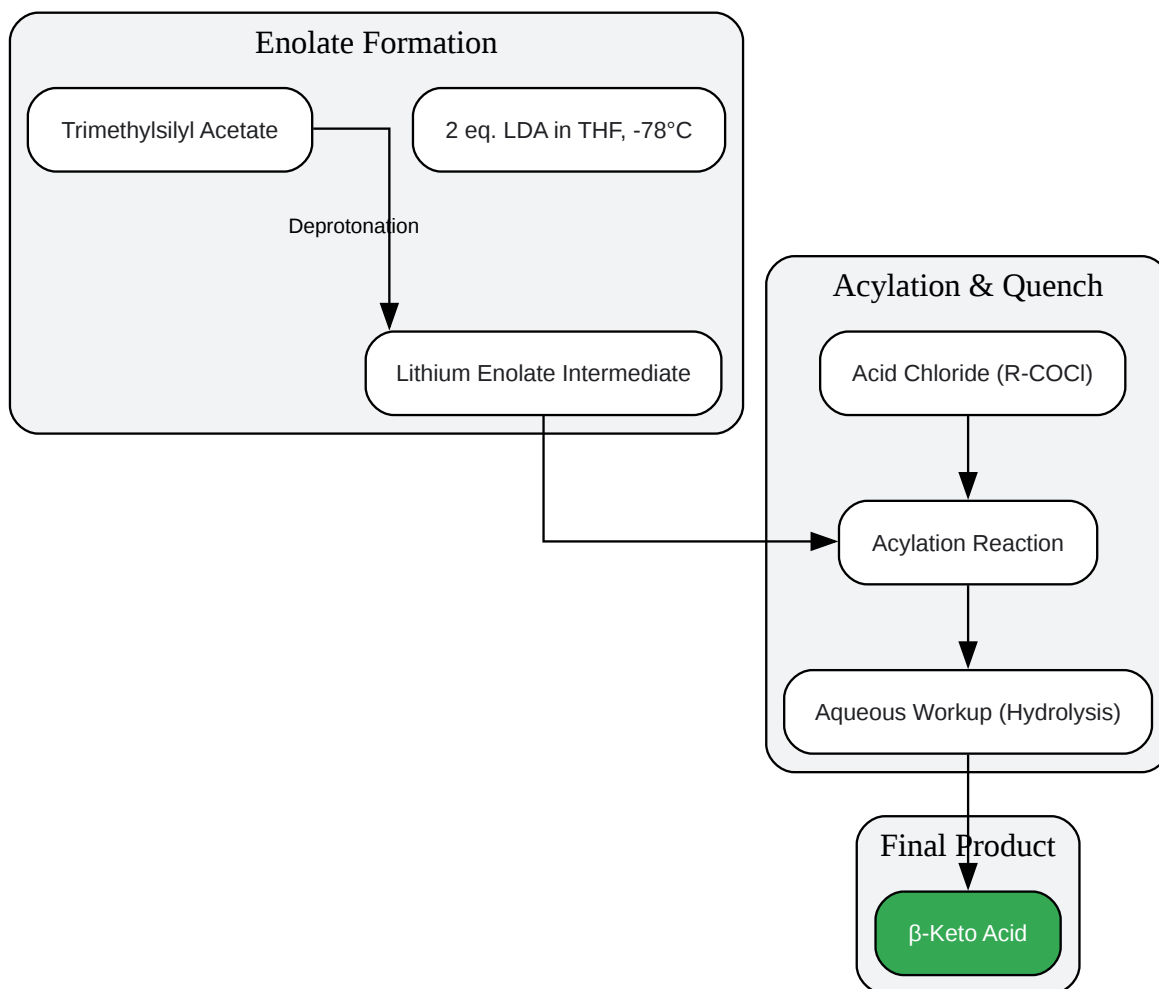 Enolate Formation
Trimethylsilyl Acetate
2 eq. LDA in THF, -78°C
Deprotonation
Lithium Enolate Intermediate
Acylation & Quench
Acid Chloride (R-COCl)
Acylation Reaction
Aqueous Workup (Hydrolysis)
Final Product
β-Keto Acid